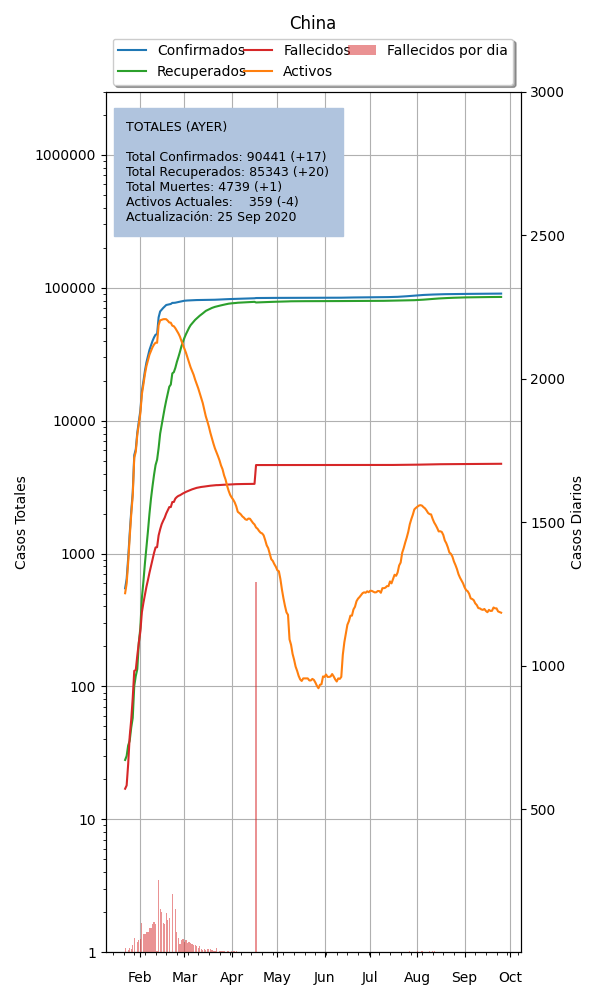 China
Confirmados
Fallecidos
Fallecidos por dia
Recuperados
Activos
TOTALES (AYER)
Total Confirmados: 90441 (+17)
Total Recuperados: 85343 (+20)
Total Muertes: 4739 (+1)
Activos Actuales: 359 (-4)
Actualización: 25 Sep 2020
Casos Totales
1000000
100000
10000
1000
100
10
1
3000
2500
2000
1500
1000
500
Casos Diarios
Feb Mar Apr May Jun Jul Aug Sep Oct